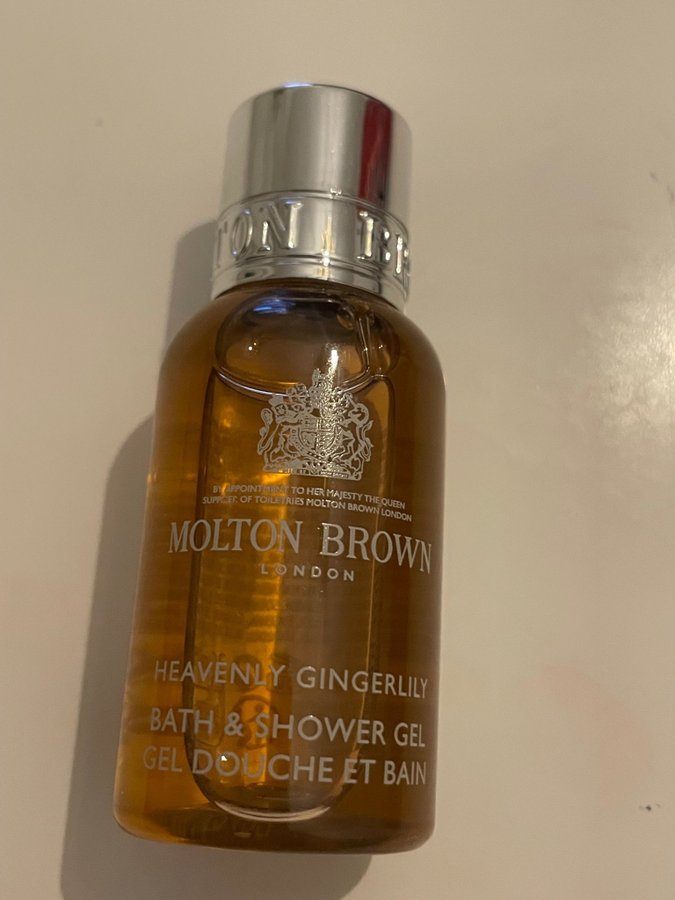 TON BR
BY APPOINTMENT TO HER MAJESTY THE QUEEN
SUPPLIER OF TOILETRIES MOLTON BROWN LONDON
MOLTON BROWN
LONDON
HEAVENLY GINGERLILY
BATH & SHOWER GEL
GEL DOUCHE ET BAIN